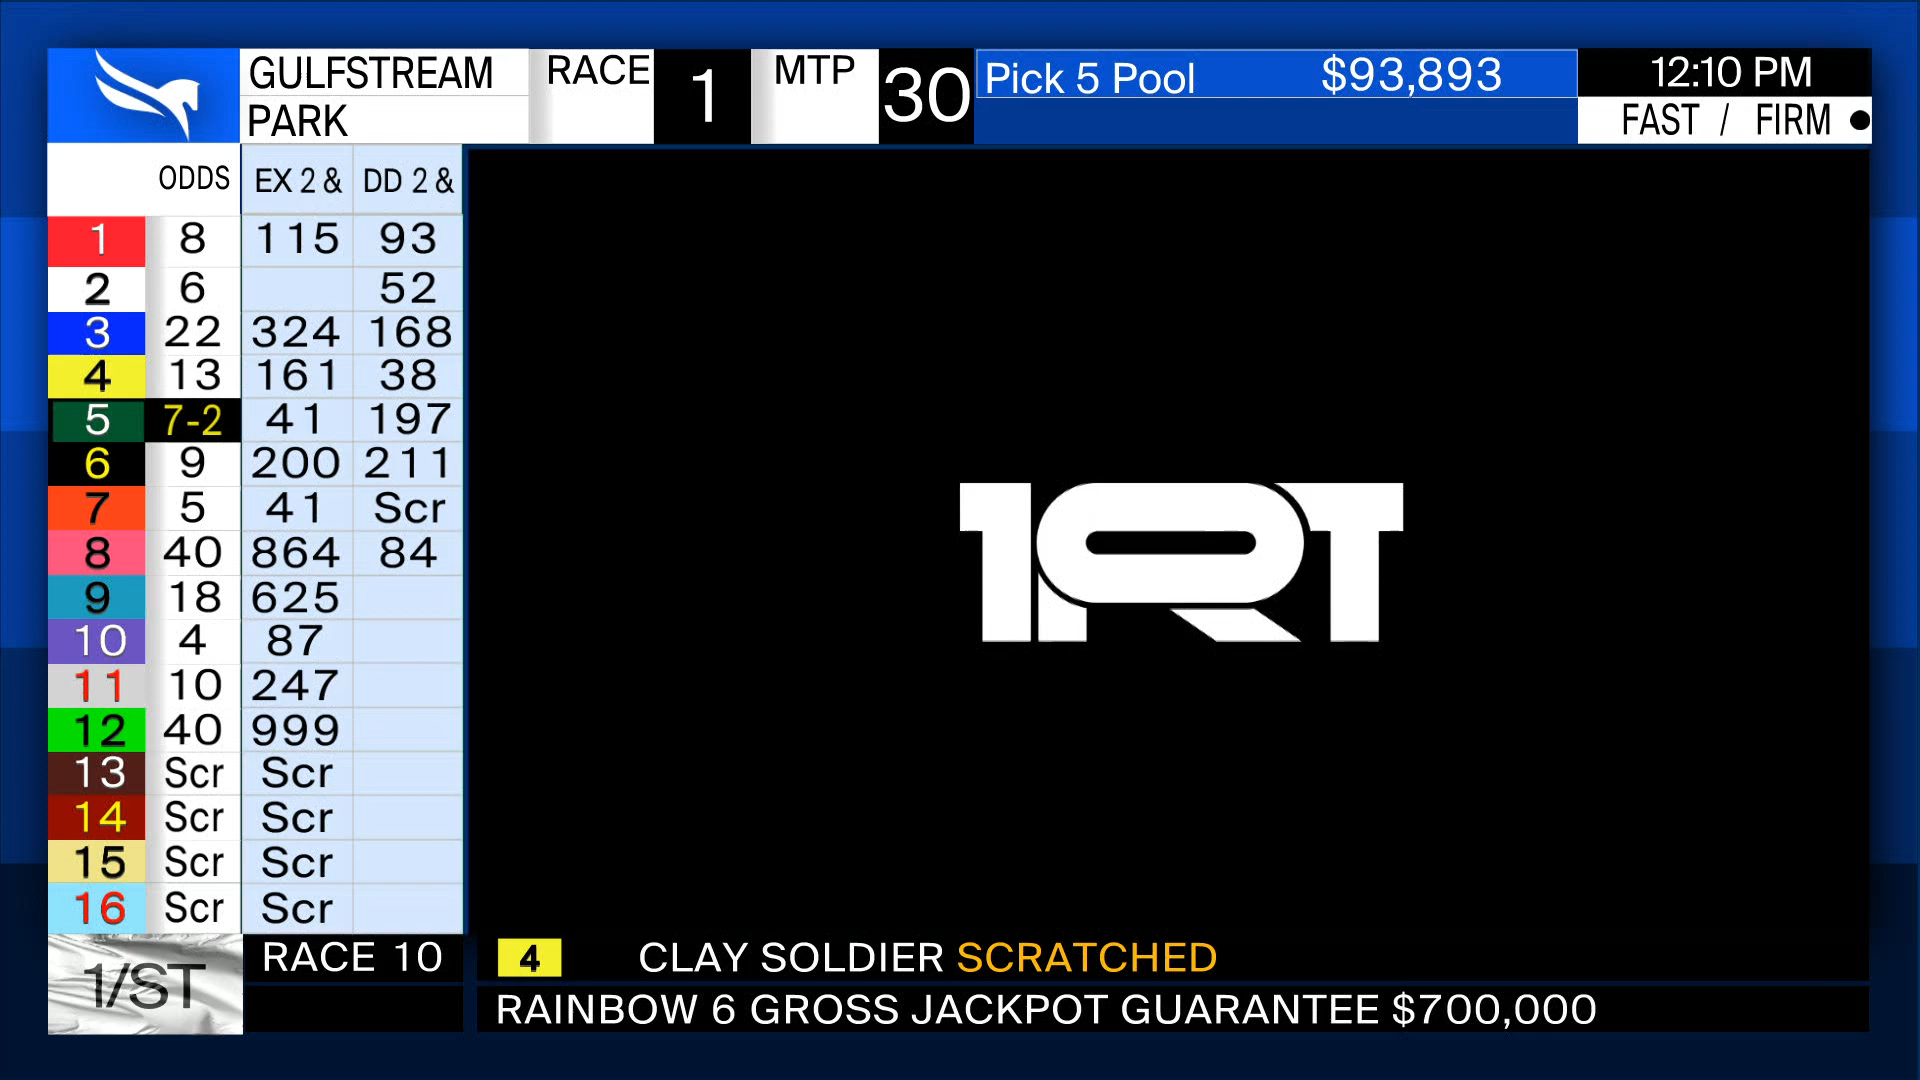 GULFSTREAM PARK RACE 1 MTP 30 Pick 5 Pool $93,893 12:10 PM
FAST / FIRM
ODDS EX 2 & DD 2 &
1 8 115 93
2 6 52
3 22 324 168
4 13 161 38
5 7-2 41 197
6 9 200 211
7 5 41 Scr
8 40 864 84
9 18 625
10 4 87
11 10 247
12 40 999
13 Scr Scr
14 Scr Scr
15 Scr Scr
16 Scr Scr
1RT
1/ST RACE 10
4 CLAY SOLDIER SCRATCHED
RAINBOW 6 GROSS JACKPOT GUARANTEE $700,000